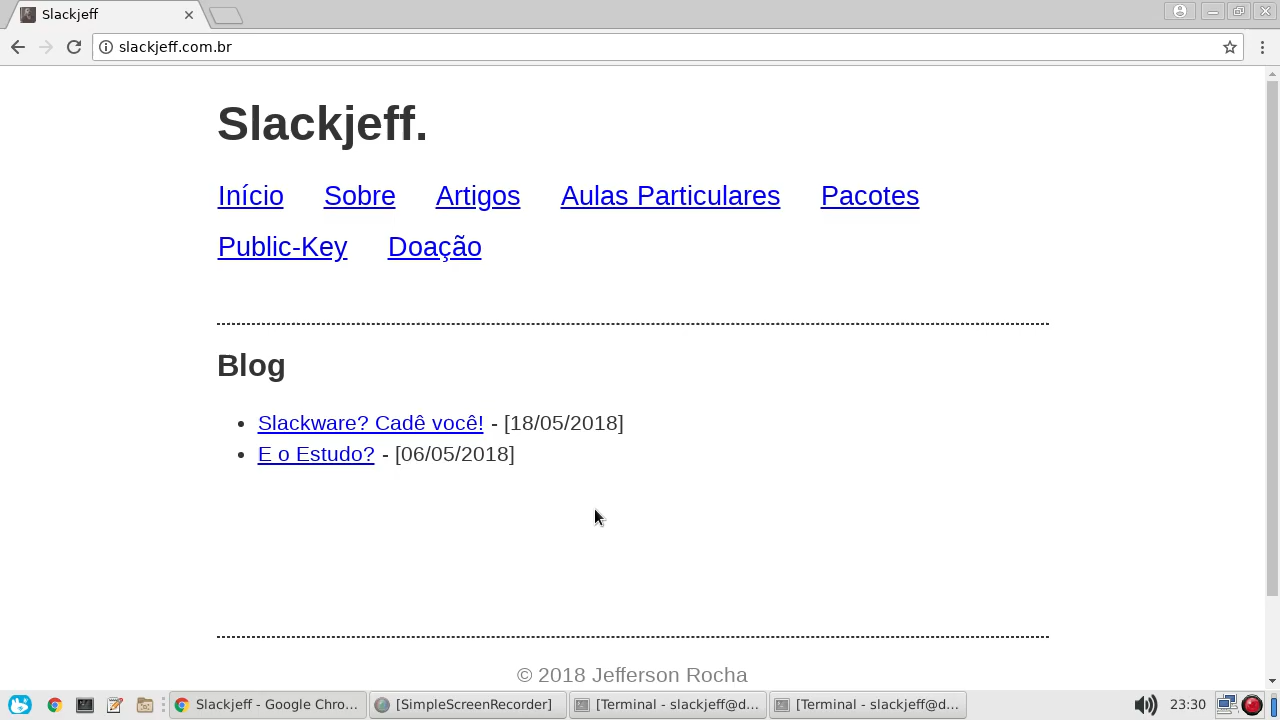 Slackjeff
slackjeff.com.br
Slackjeff.
Início Sobre Artigos Aulas Particulares Pacotes
Public-Key Doação
Blog
Slackware? Cadê você! - [18/05/2018]
E o Estudo? - [06/05/2018]
© 2018 Jefferson Rocha
Slackjeff - Google Chro... [SimpleScreenRecorder] [Terminal - slackjeff@d... [Terminal - slackjeff@d... 23:30